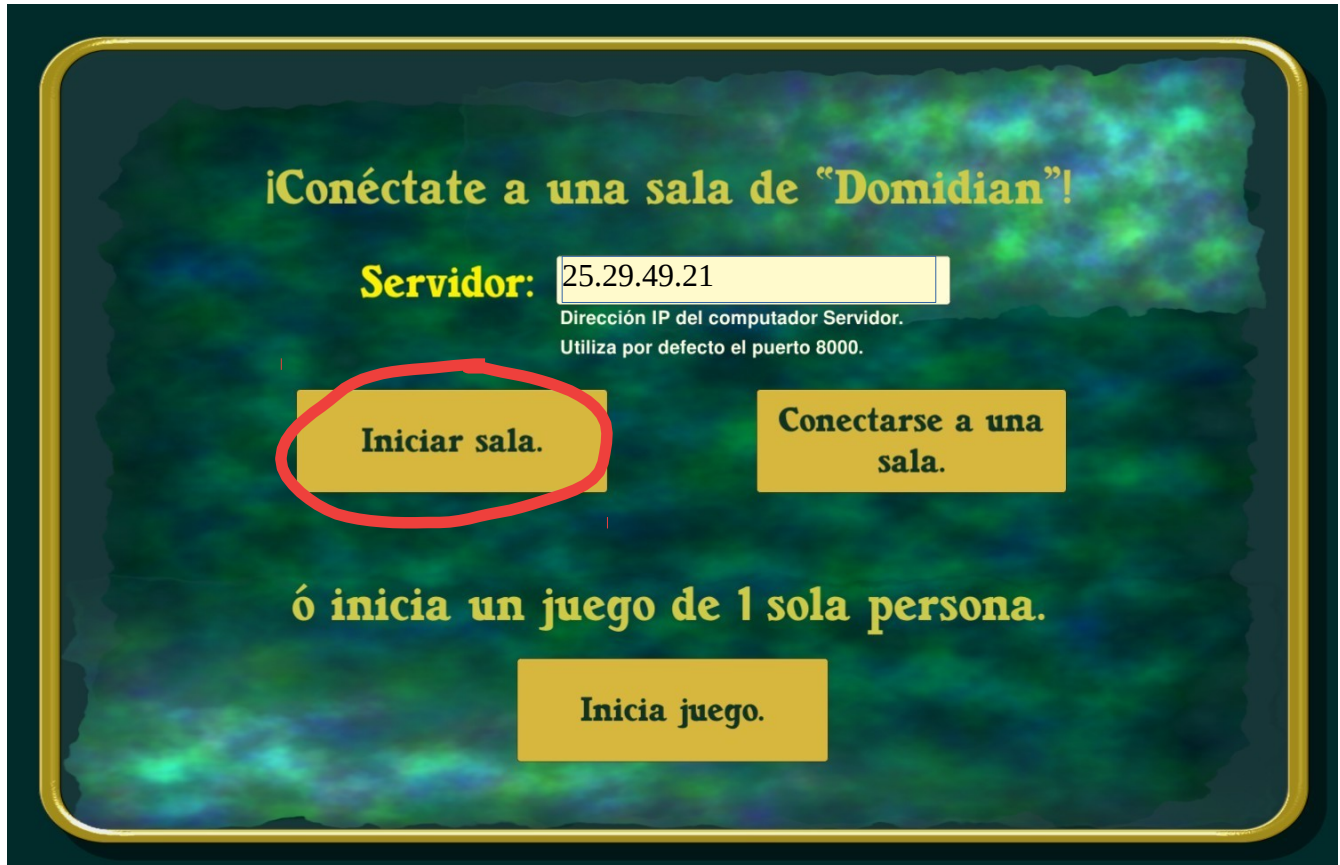 ¡Conéctate a una sala de “Domidian”!
Servidor: 25.29.49.21
Dirección IP del computador Servidor.
Utiliza por defecto el puerto 8000.
Iniciar sala.
Conectarse a una
sala.
ó inicia un juego de 1 sola persona.
Inicia juego.